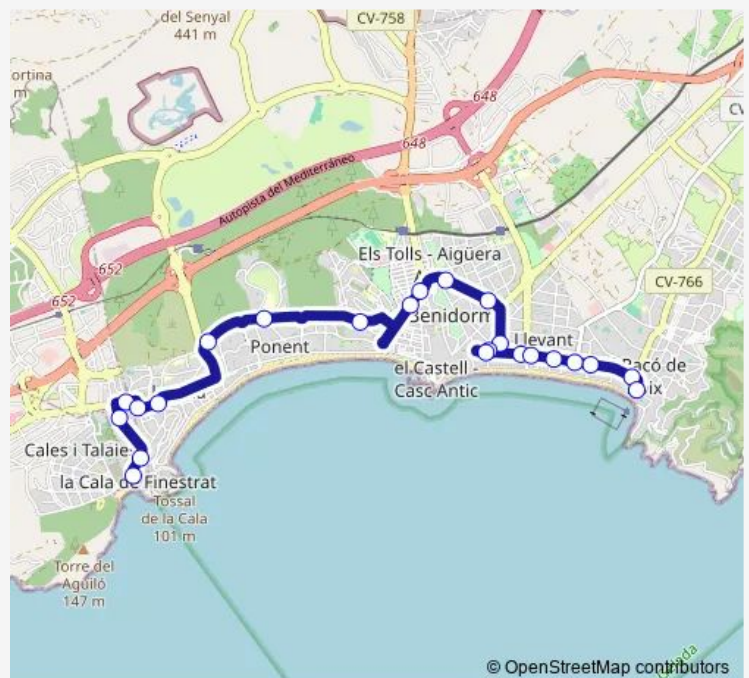 del Senyal
441 m
CV-758
ortina
m
648
648
Autopista del Mediterráneo
652
652
Els Tolls - Aigüera
CV-766
Benidorm
Llevant
Ponent
Racó de
oix
el Castell -
Casc Antic
Cales i Talaie
la Cala de Finestrat
Tossal
de la Cala
101 m
Torre del
Aguiló
147 m
© OpenStreetMap contributors